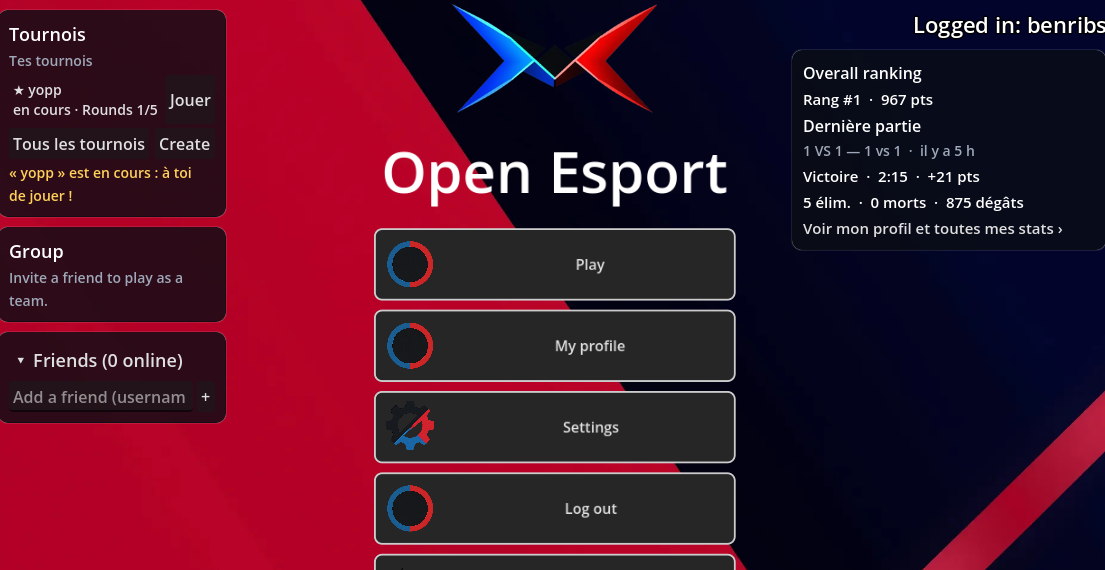 Tournois
Tes tournois
★ yopp
en cours · Rounds 1/5
Jouer
Tous les tournois
Create
« yopp » est en cours : à toi
de jouer !
Group
Invite a friend to play as a
team.
▼ Friends (0 online)
Add a friend (usernam
+
Open Esport
Play
My profile
Settings
Log out
Logged in: benribs
Overall ranking
Rang #1 · 967 pts
Dernière partie
1 VS 1 — 1 vs 1 · il y a 5 h
Victoire · 2:15 · +21 pts
5 élim. · 0 morts · 875 dégâts
Voir mon profil et toutes mes stats ›